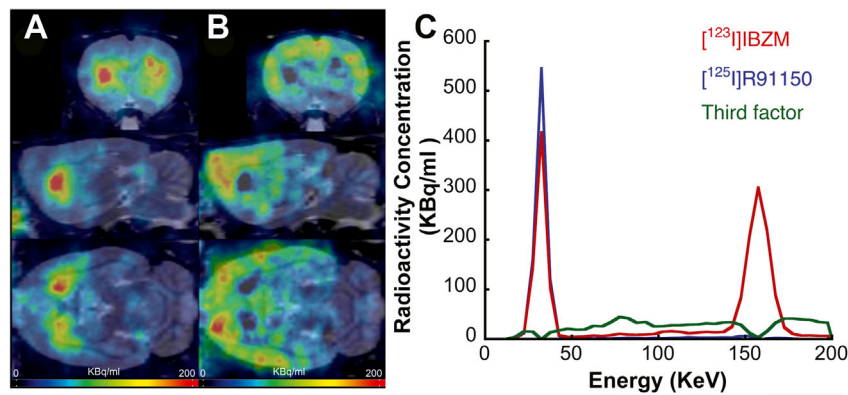 A
B
0 KBq/ml 200
0 KBq/ml 200
C
Radioactivity Concentration
(KBq/ml)
600
500
400
300
200
100
0
0 50 100 150 200
Energy (KeV)
[¹²³I]IBZM
[¹²⁵I]R91150
Third factor